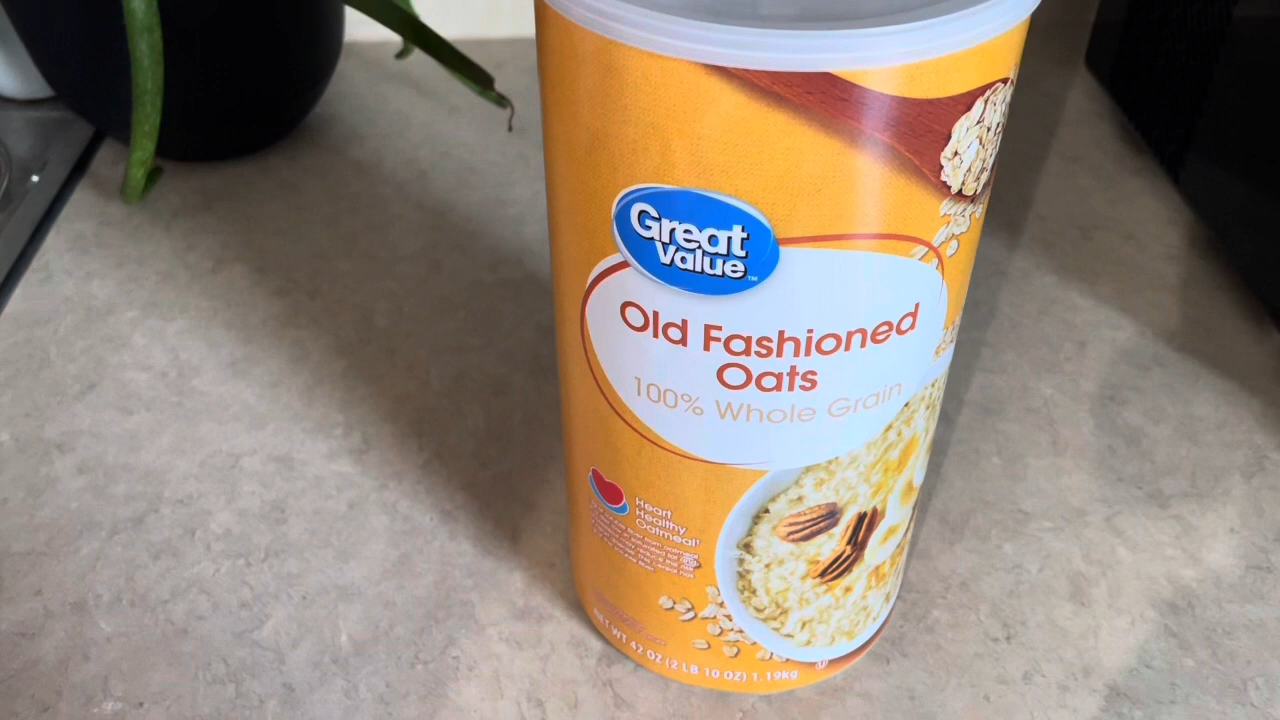 Great
Value™
Old Fashioned
Oats
100% Whole Grain
Heart
Healthy
Oatmeal†
NET WT 42 OZ (2 LB 10 OZ) 1.19kg